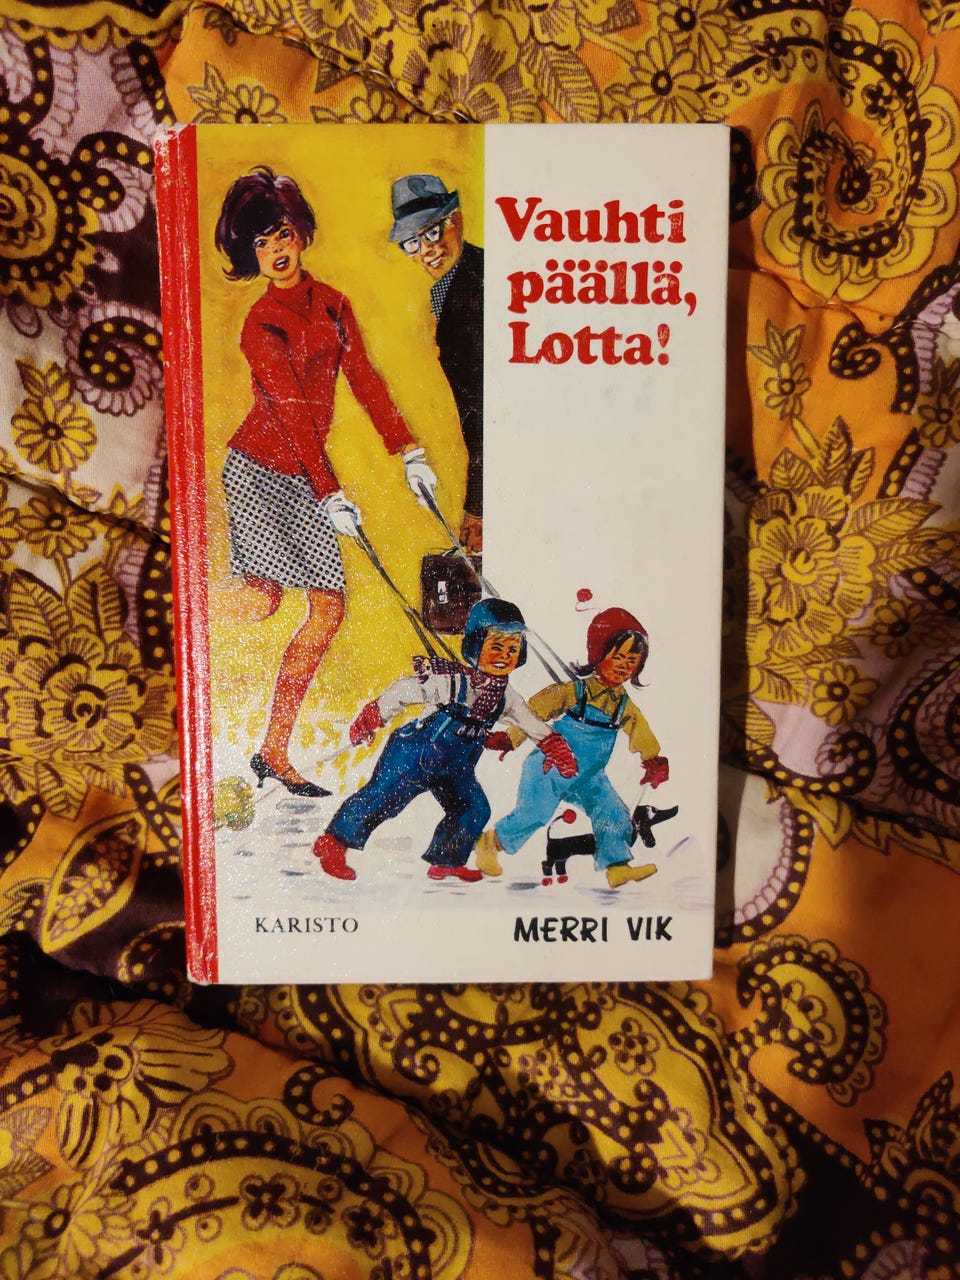 Vauhti
päällä,
Lotta!
KARISTO
MERRI VIK